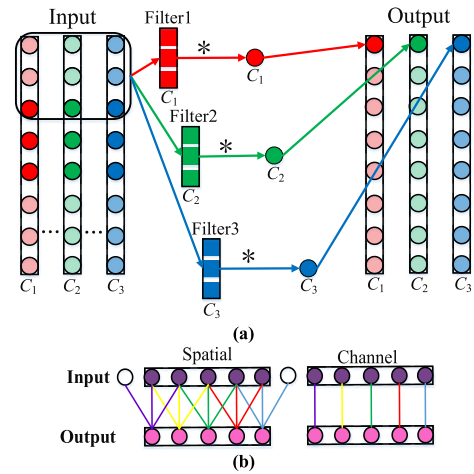 Input
Output
Filter1
*
C1
C1
Filter2
*
C2
C2
Filter3
*
C3
C3
...... 
C1 C2 C3
C1 C2 C3
(a)
Spatial
Channel
Input
Output
(b)